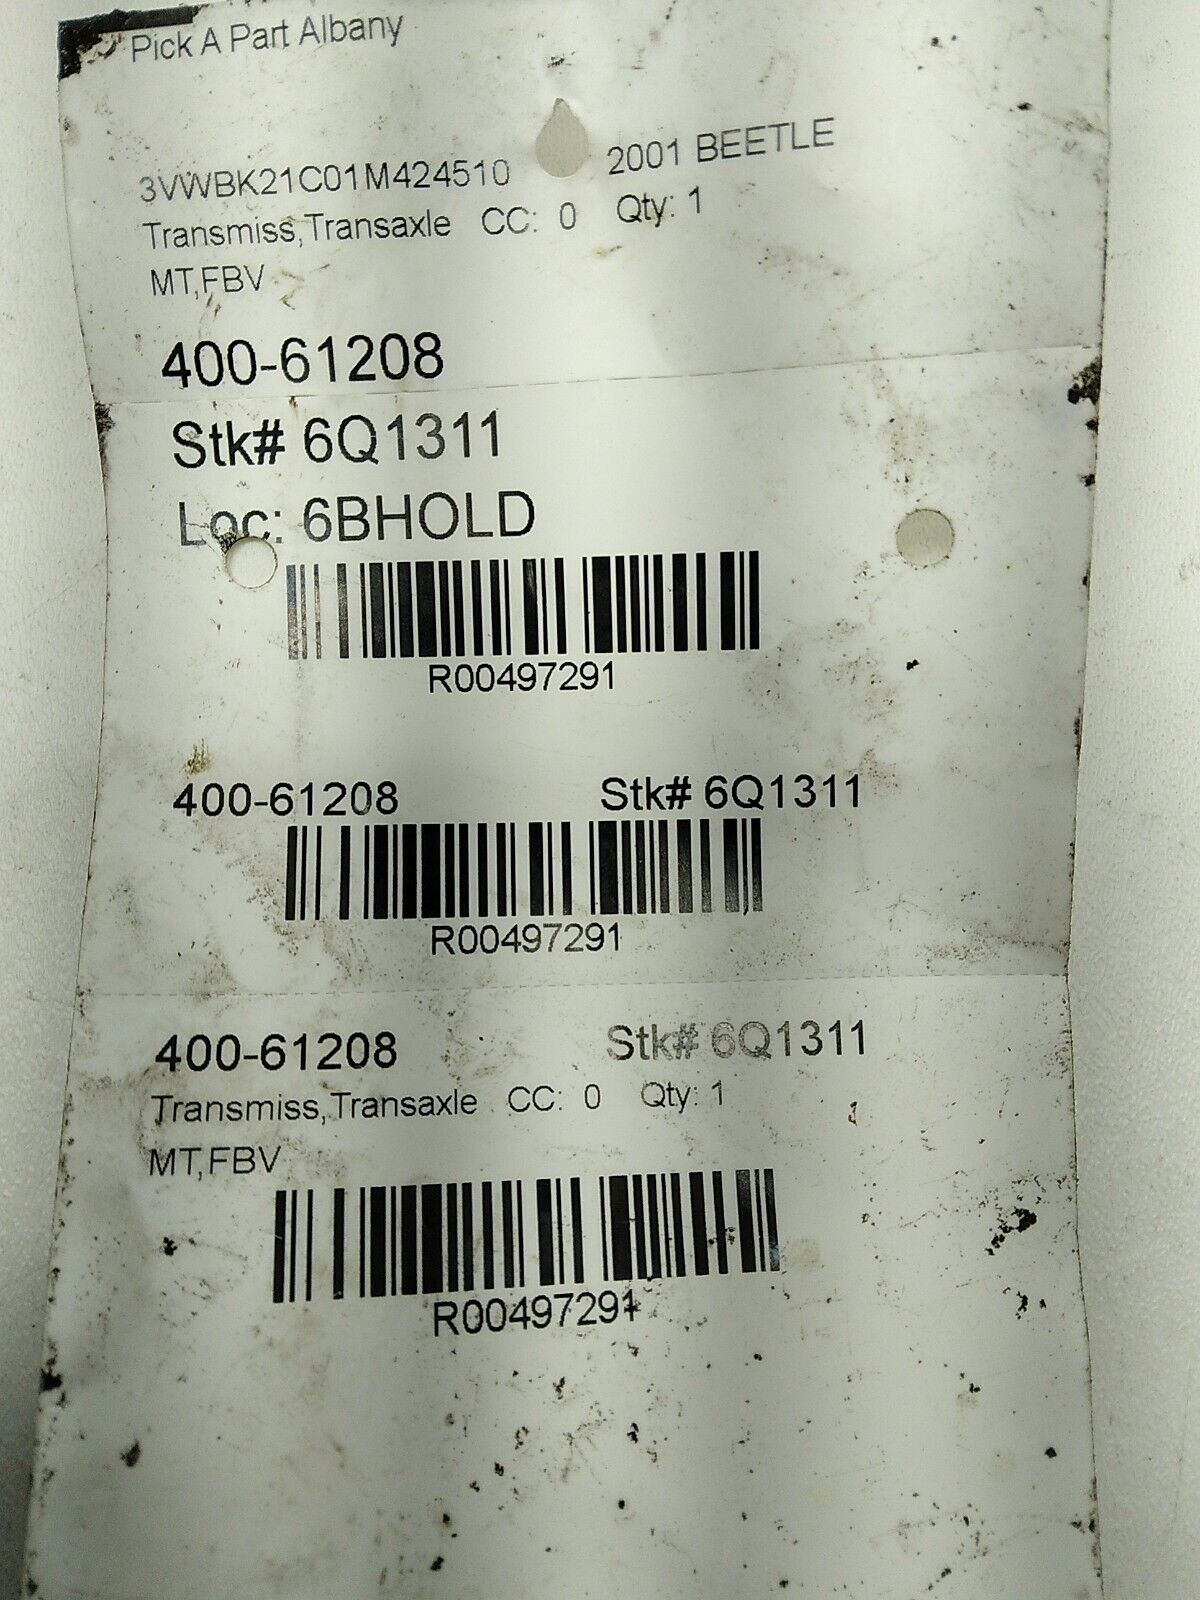 Pick A Part Albany
3VWBK21C01M424510 2001 BEETLE
Transmiss,Transaxle CC: 0 Qty: 1
MT,FBV
400-61208
Stk# 6Q1311
Loc: 6BHOLD
R00497291
400-61208 Stk# 6Q1311
R00497291
400-61208 Stk# 6Q1311
Transmiss,Transaxle CC: 0 Qty: 1
MT,FBV
R00497291